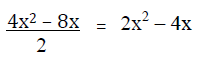 4x² – 8x
2 = 2x² – 4x